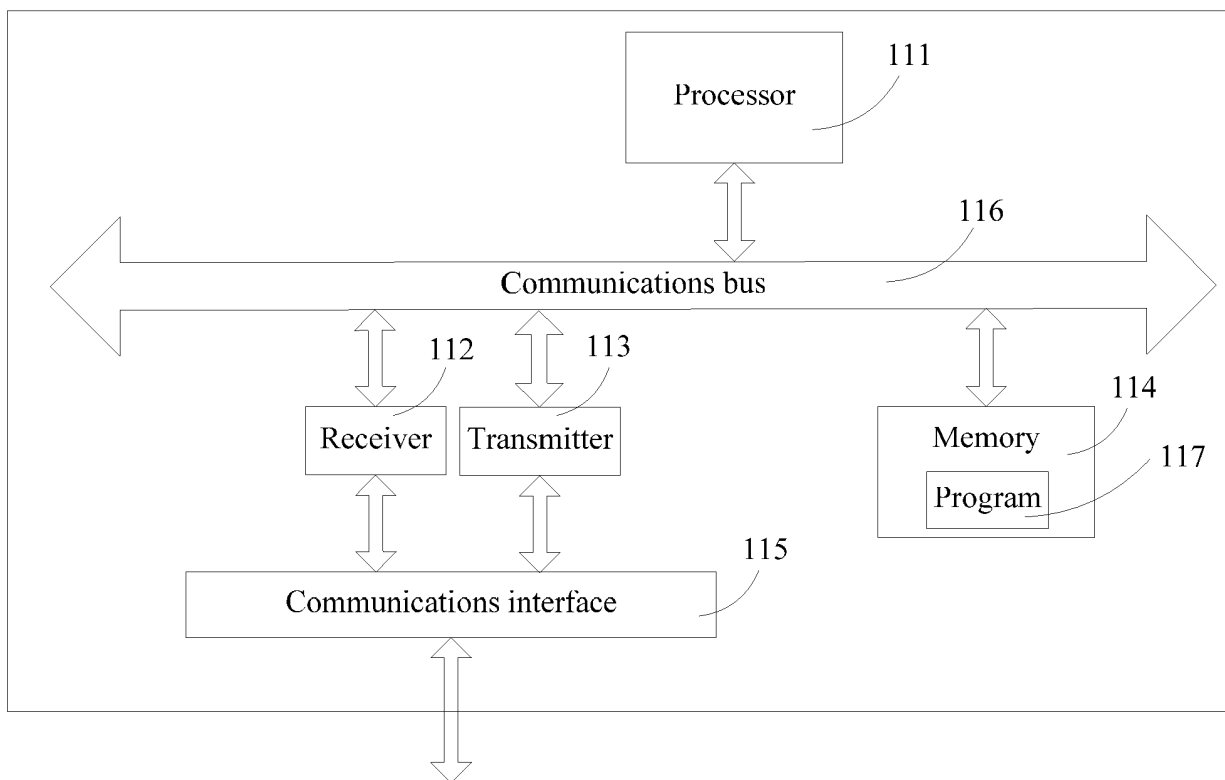 111
Processor
116
Communications bus
112
113
114
Receiver
Transmitter
Memory
117
Program
115
Communications interface